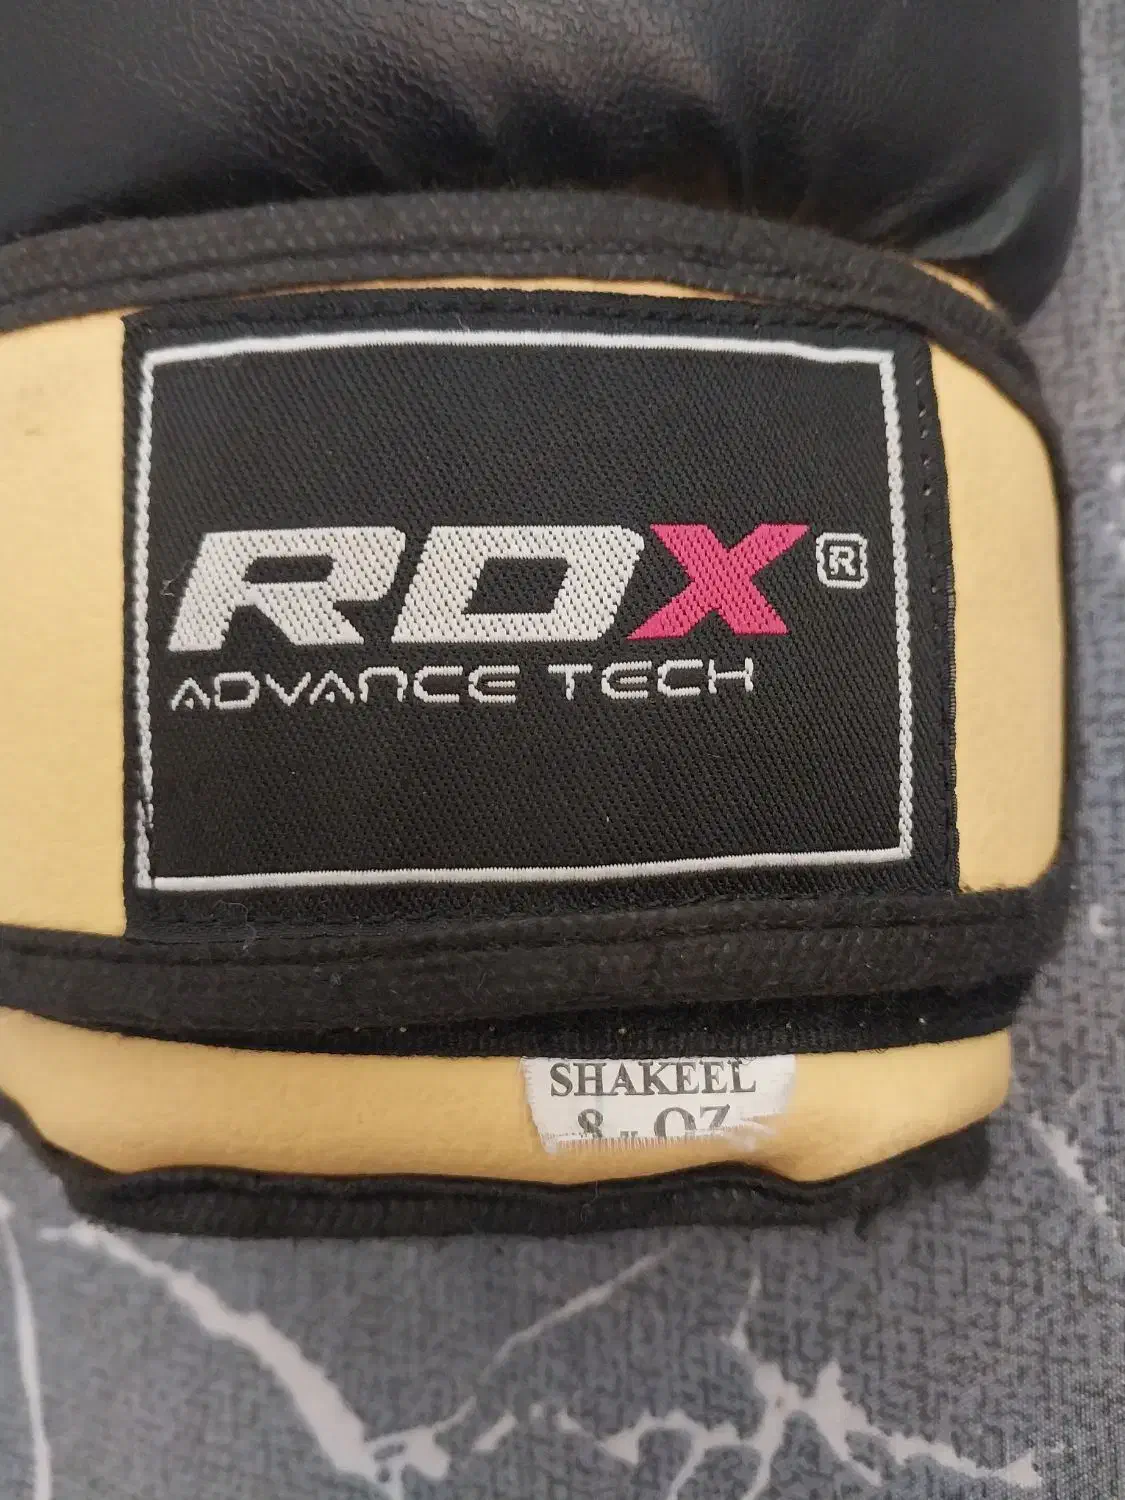 RDX ®
ADVANCE TECH
SHAKEEL
8 - OZ